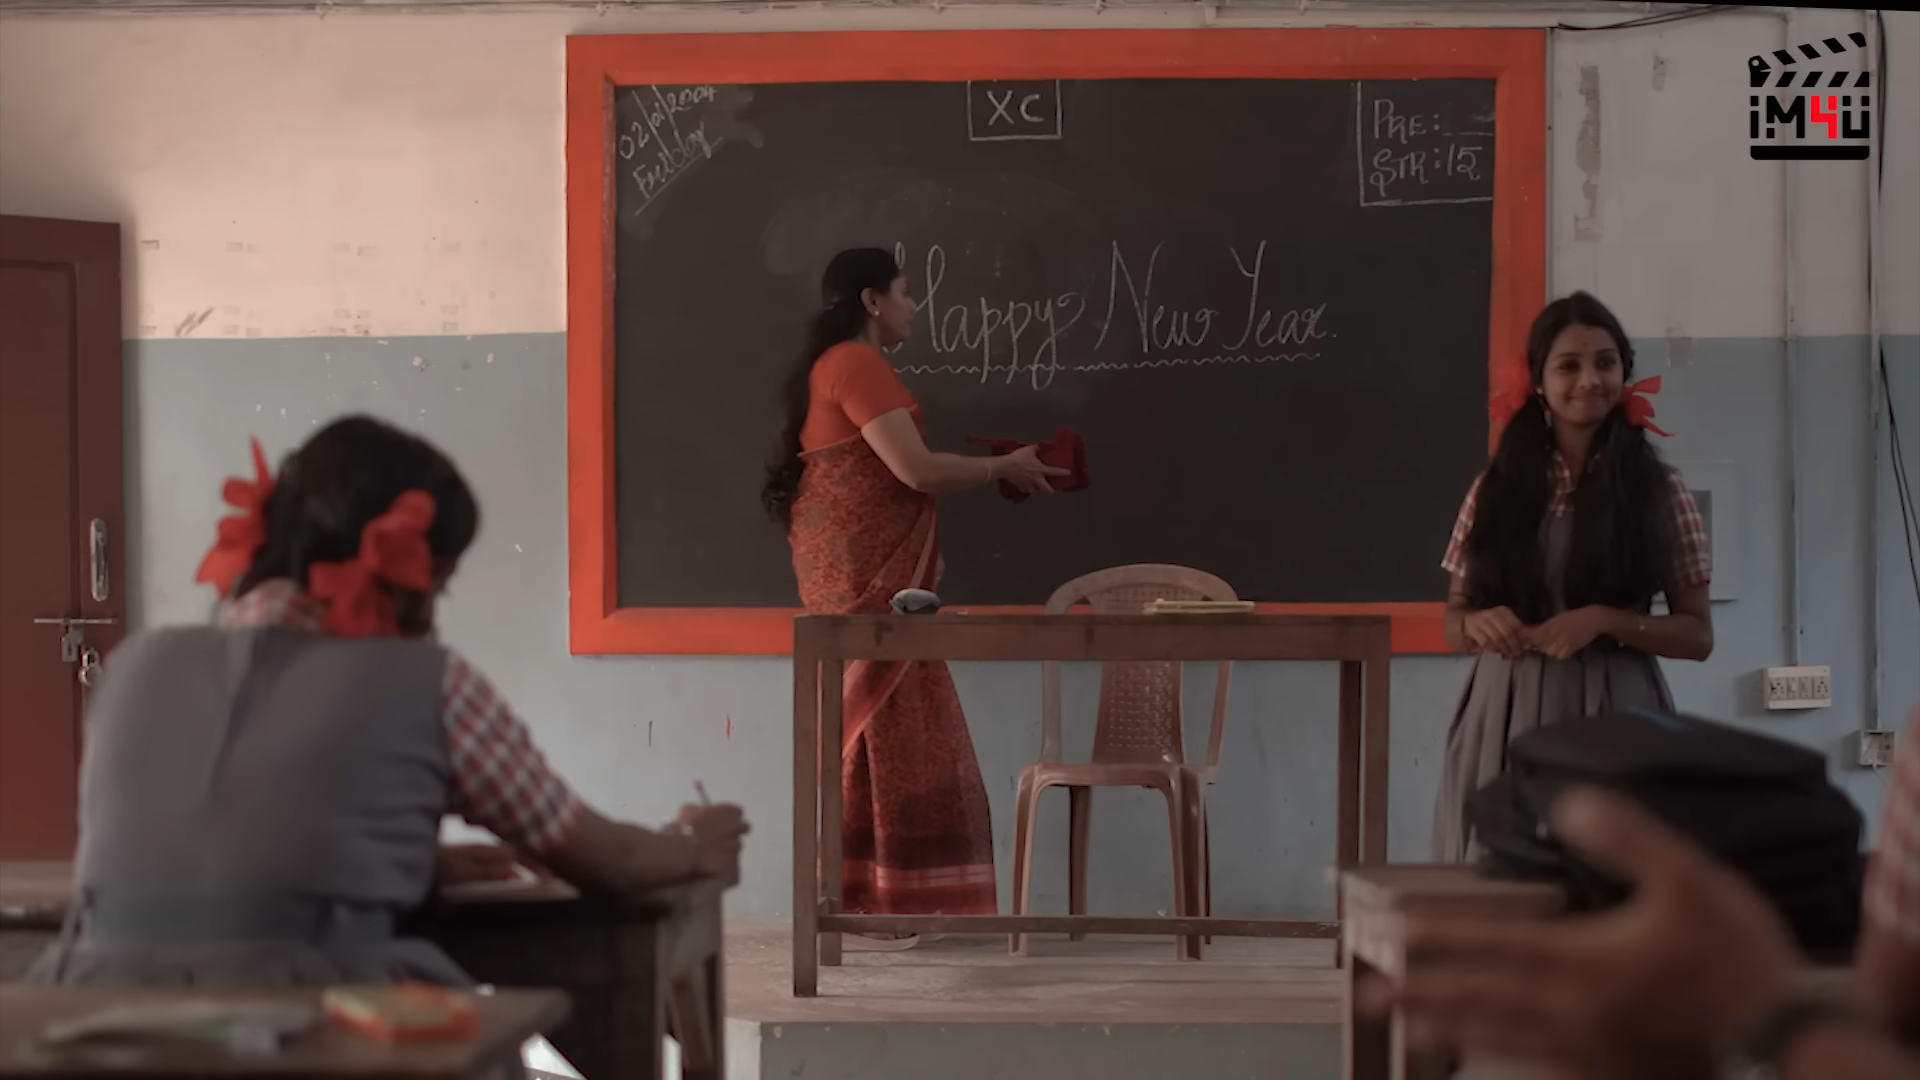 02/01/2004
Friday
XC
PRE:
STR:15
Happy New Year.
iM4U